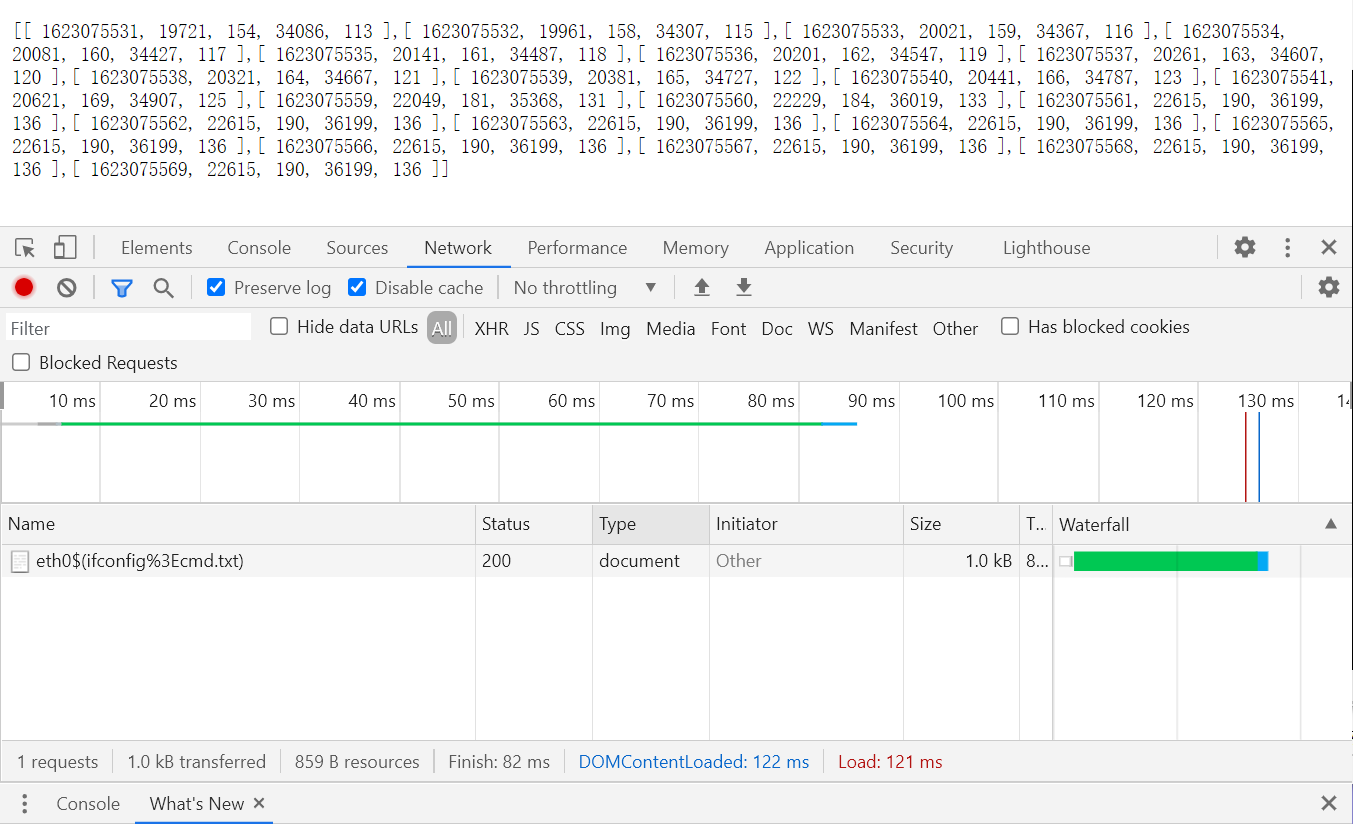 [[ 1623075531, 19721, 154, 34086, 113 ],[ 1623075532, 19961, 158, 34307, 115 ],[ 1623075533, 20021, 159, 34367, 116 ],[ 1623075534,
20081, 160, 34427, 117 ],[ 1623075535, 20141, 161, 34487, 118 ],[ 1623075536, 20201, 162, 34547, 119 ],[ 1623075537, 20261, 163, 34607,
120 ],[ 1623075538, 20321, 164, 34667, 121 ],[ 1623075539, 20381, 165, 34727, 122 ],[ 1623075540, 20441, 166, 34787, 123 ],[ 1623075541,
20621, 169, 34907, 125 ],[ 1623075559, 22049, 181, 35368, 131 ],[ 1623075560, 22229, 184, 36019, 133 ],[ 1623075561, 22615, 190, 36199,
136 ],[ 1623075562, 22615, 190, 36199, 136 ],[ 1623075563, 22615, 190, 36199, 136 ],[ 1623075564, 22615, 190, 36199, 136 ],[ 1623075565,
22615, 190, 36199, 136 ],[ 1623075566, 22615, 190, 36199, 136 ],[ 1623075567, 22615, 190, 36199, 136 ],[ 1623075568, 22615, 190, 36199,
136 ],[ 1623075569, 22615, 190, 36199, 136 ]]
Elements Console Sources Network Performance Memory Application Security Lighthouse
Preserve log Disable cache No throttling
Filter Hide data URLs All XHR JS CSS Img Media Font Doc WS Manifest Other Has blocked cookies
Blocked Requests
10 ms 20 ms 30 ms 40 ms 50 ms 60 ms 70 ms 80 ms 90 ms 100 ms 110 ms 120 ms 130 ms
Name Status Type Initiator Size T... Waterfall
eth0$(ifconfig%3Ecmd.txt) 200 document Other 1.0 kB 8...
1 requests 1.0 kB transferred 859 B resources Finish: 82 ms DOMContentLoaded: 122 ms Load: 121 ms
Console What's New